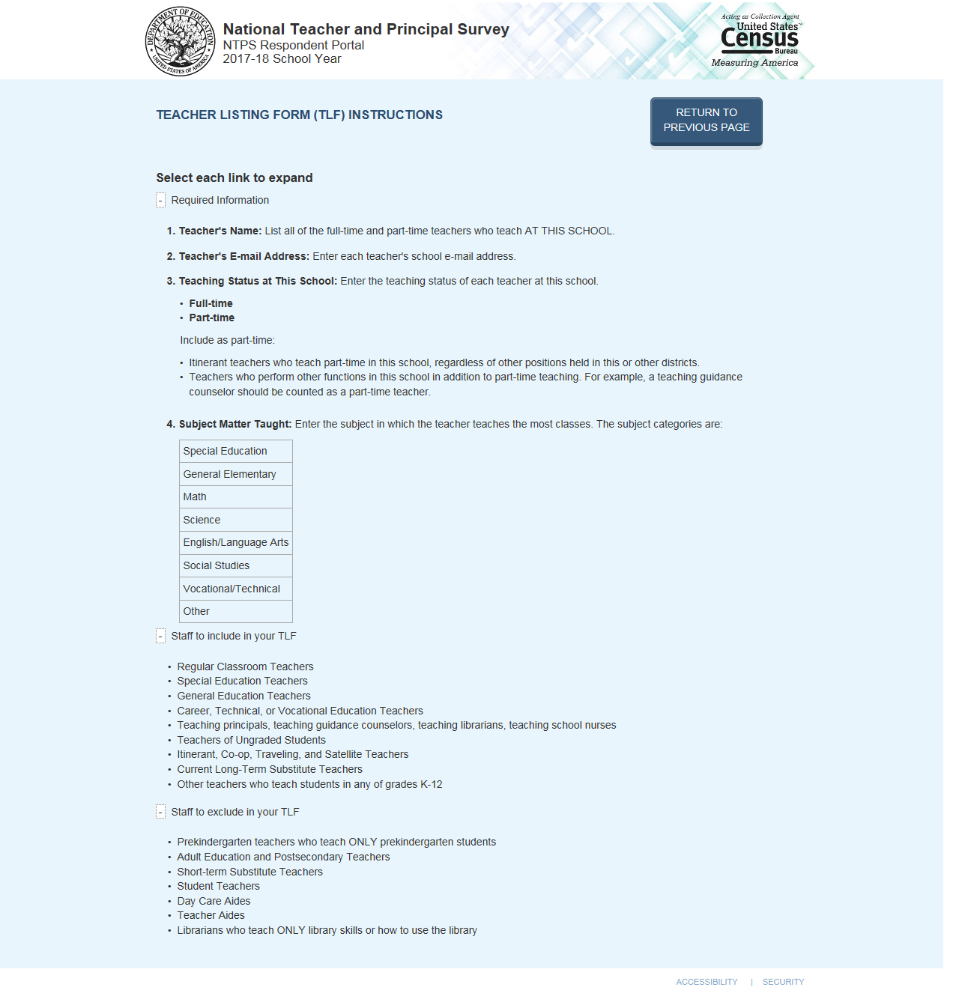 DEPARTMENT OF EDUCATION
UNITED STATES OF AMERICA
National Teacher and Principal Survey
NTPS Respondent Portal
2017-18 School Year
Acting as Collection Agent
United States™
Census
Bureau
Measuring America
TEACHER LISTING FORM (TLF) INSTRUCTIONS
RETURN TO
PREVIOUS PAGE
Select each link to expand
- Required Information
1. Teacher's Name: List all of the full-time and part-time teachers who teach AT THIS SCHOOL.
2. Teacher's E-mail Address: Enter each teacher's school e-mail address.
3. Teaching Status at This School: Enter the teaching status of each teacher at this school.
• Full-time
• Part-time
Include as part-time:
• Itinerant teachers who teach part-time in this school, regardless of other positions held in this or other districts.
• Teachers who perform other functions in this school in addition to part-time teaching. For example, a teaching guidance
counselor should be counted as a part-time teacher.
4. Subject Matter Taught: Enter the subject in which the teacher teaches the most classes. The subject categories are:
Special Education
General Elementary
Math
Science
English/Language Arts
Social Studies
Vocational/Technical
Other
- Staff to include in your TLF
• Regular Classroom Teachers
• Special Education Teachers
• General Education Teachers
• Career, Technical, or Vocational Education Teachers
• Teaching principals, teaching guidance counselors, teaching librarians, teaching school nurses
• Teachers of Ungraded Students
• Itinerant, Co-op, Traveling, and Satellite Teachers
• Current Long-Term Substitute Teachers
• Other teachers who teach students in any of grades K-12
- Staff to exclude in your TLF
• Prekindergarten teachers who teach ONLY prekindergarten students
• Adult Education and Postsecondary Teachers
• Short-term Substitute Teachers
• Student Teachers
• Day Care Aides
• Teacher Aides
• Librarians who teach ONLY library skills or how to use the library
ACCESSIBILITY | SECURITY